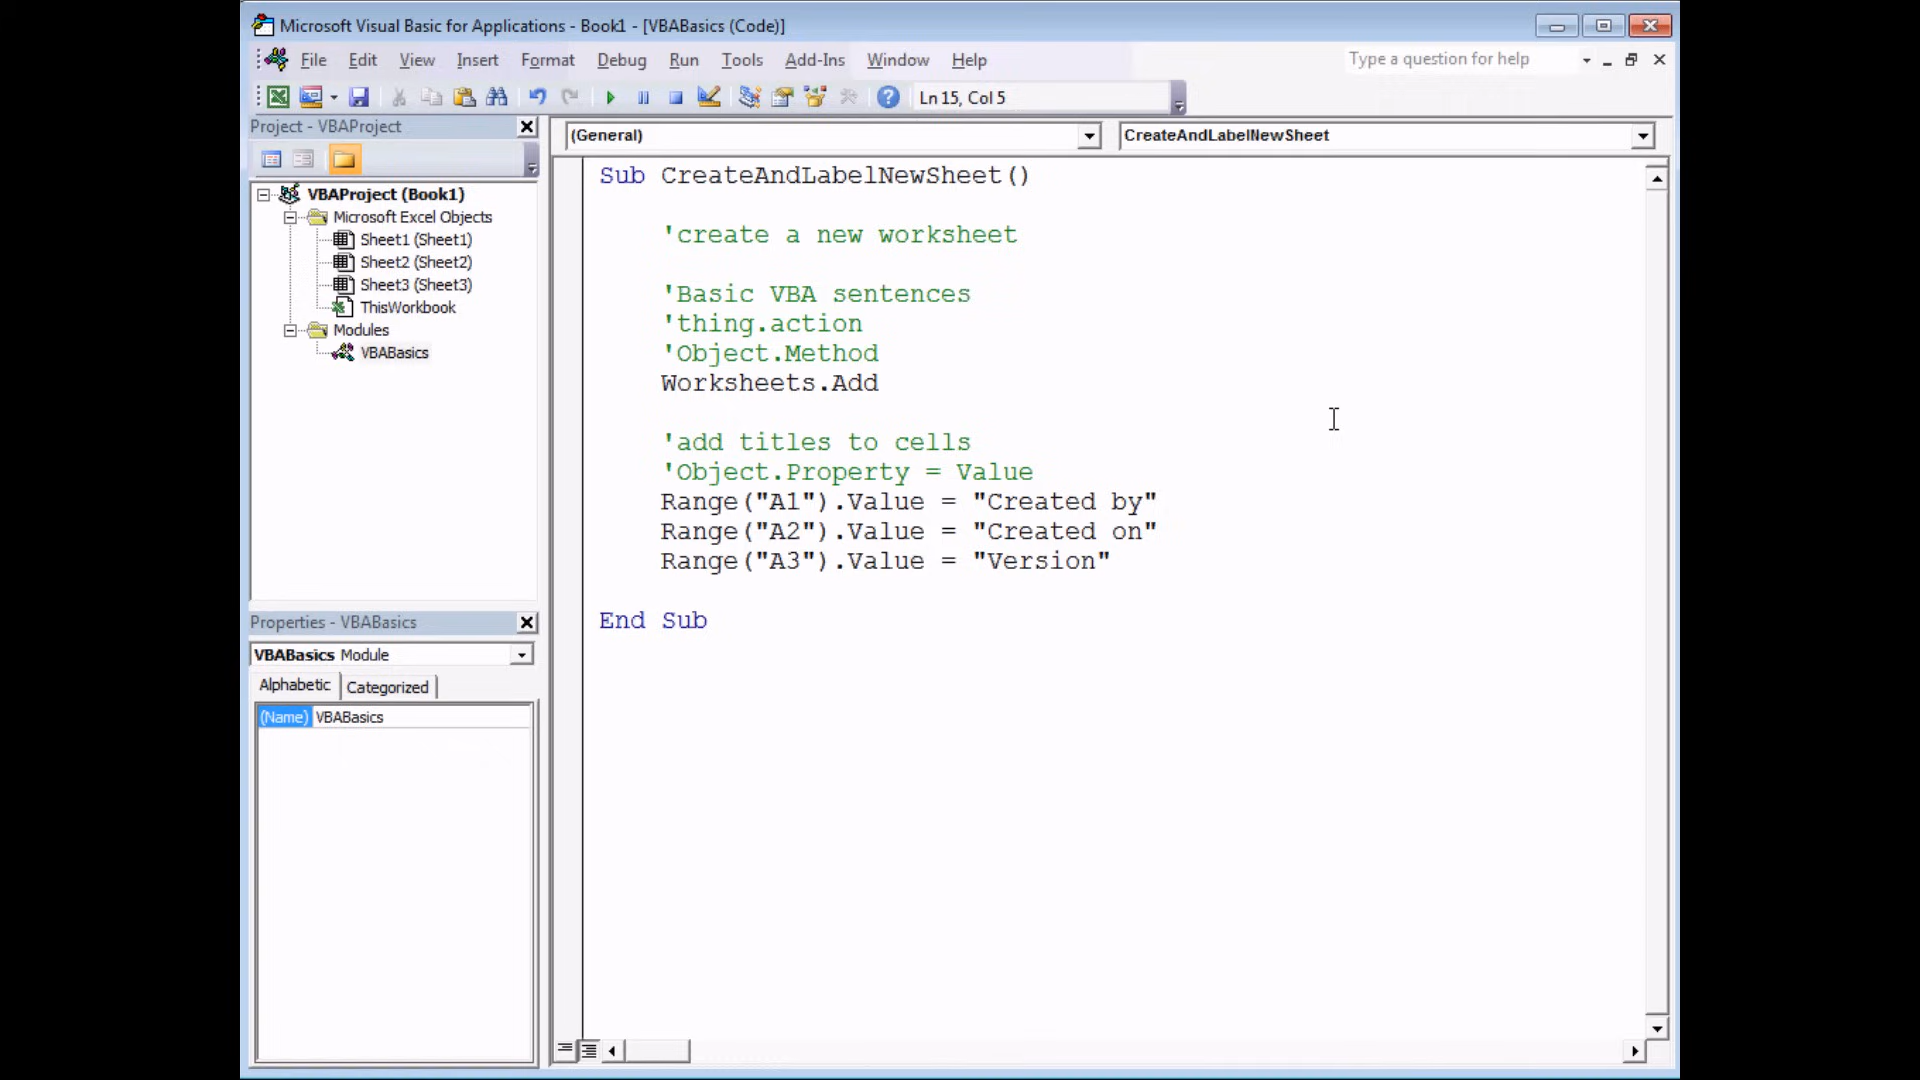 Microsoft Visual Basic for Applications - Book1 - [VBABasics (Code)]
File Edit View Insert Format Debug Run Tools Add-Ins Window Help
Type a question for help
Ln 15, Col 5
Project - VBAProject
VBAProject (Book1)
Microsoft Excel Objects
Sheet1 (Sheet1)
Sheet2 (Sheet2)
Sheet3 (Sheet3)
ThisWorkbook
Modules
VBABasics
Properties - VBABasics
VBABasics Module
Alphabetic Categorized
(Name) VBABasics
(General) CreateAndLabelNewSheet
Sub CreateAndLabelNewSheet()
'create a new worksheet
'Basic VBA sentences
'thing.action
'Object.Method
Worksheets.Add
'add titles to cells
'Object.Property = Value
Range("A1").Value = "Created by"
Range("A2").Value = "Created on"
Range("A3").Value = "Version"
End Sub